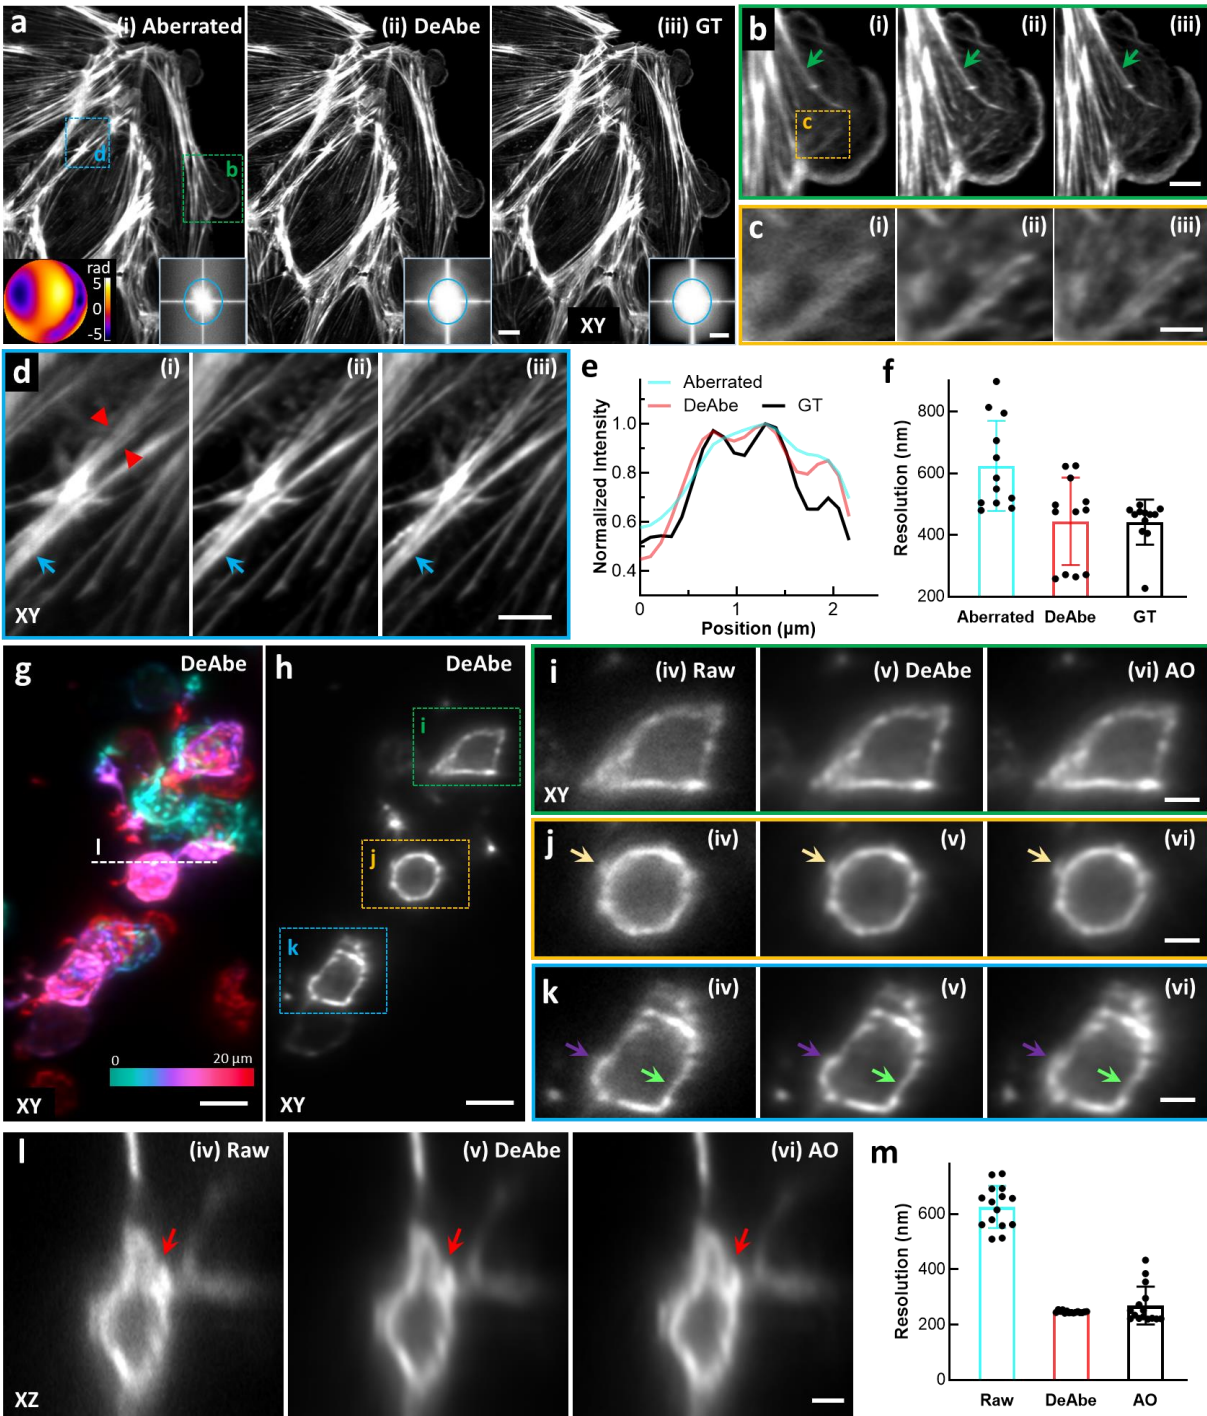 a (i) Aberrated (ii) DeAbe (iii) GT
d
b
rad
5
0
-5
XY
b (i) (ii) (iii)
c
c (i) (ii) (iii)
d (i) (ii) (iii)
XY
e
Aberrated
DeAbe GT
Normalized Intensity
1.0
0.8
0.6
0.4
0 1 2
Position (µm)
f
Resolution (nm)
800
600
400
200
Aberrated DeAbe GT
g DeAbe
l
0 20 µm
XY
h DeAbe
i
j
k
XY
i (iv) Raw (v) DeAbe (vi) AO
XY
j (iv) (v) (vi)
k (iv) (v) (vi)
l (iv) Raw (v) DeAbe (vi) AO
XZ
m
Resolution (nm)
600
400
200
0
Raw DeAbe AO